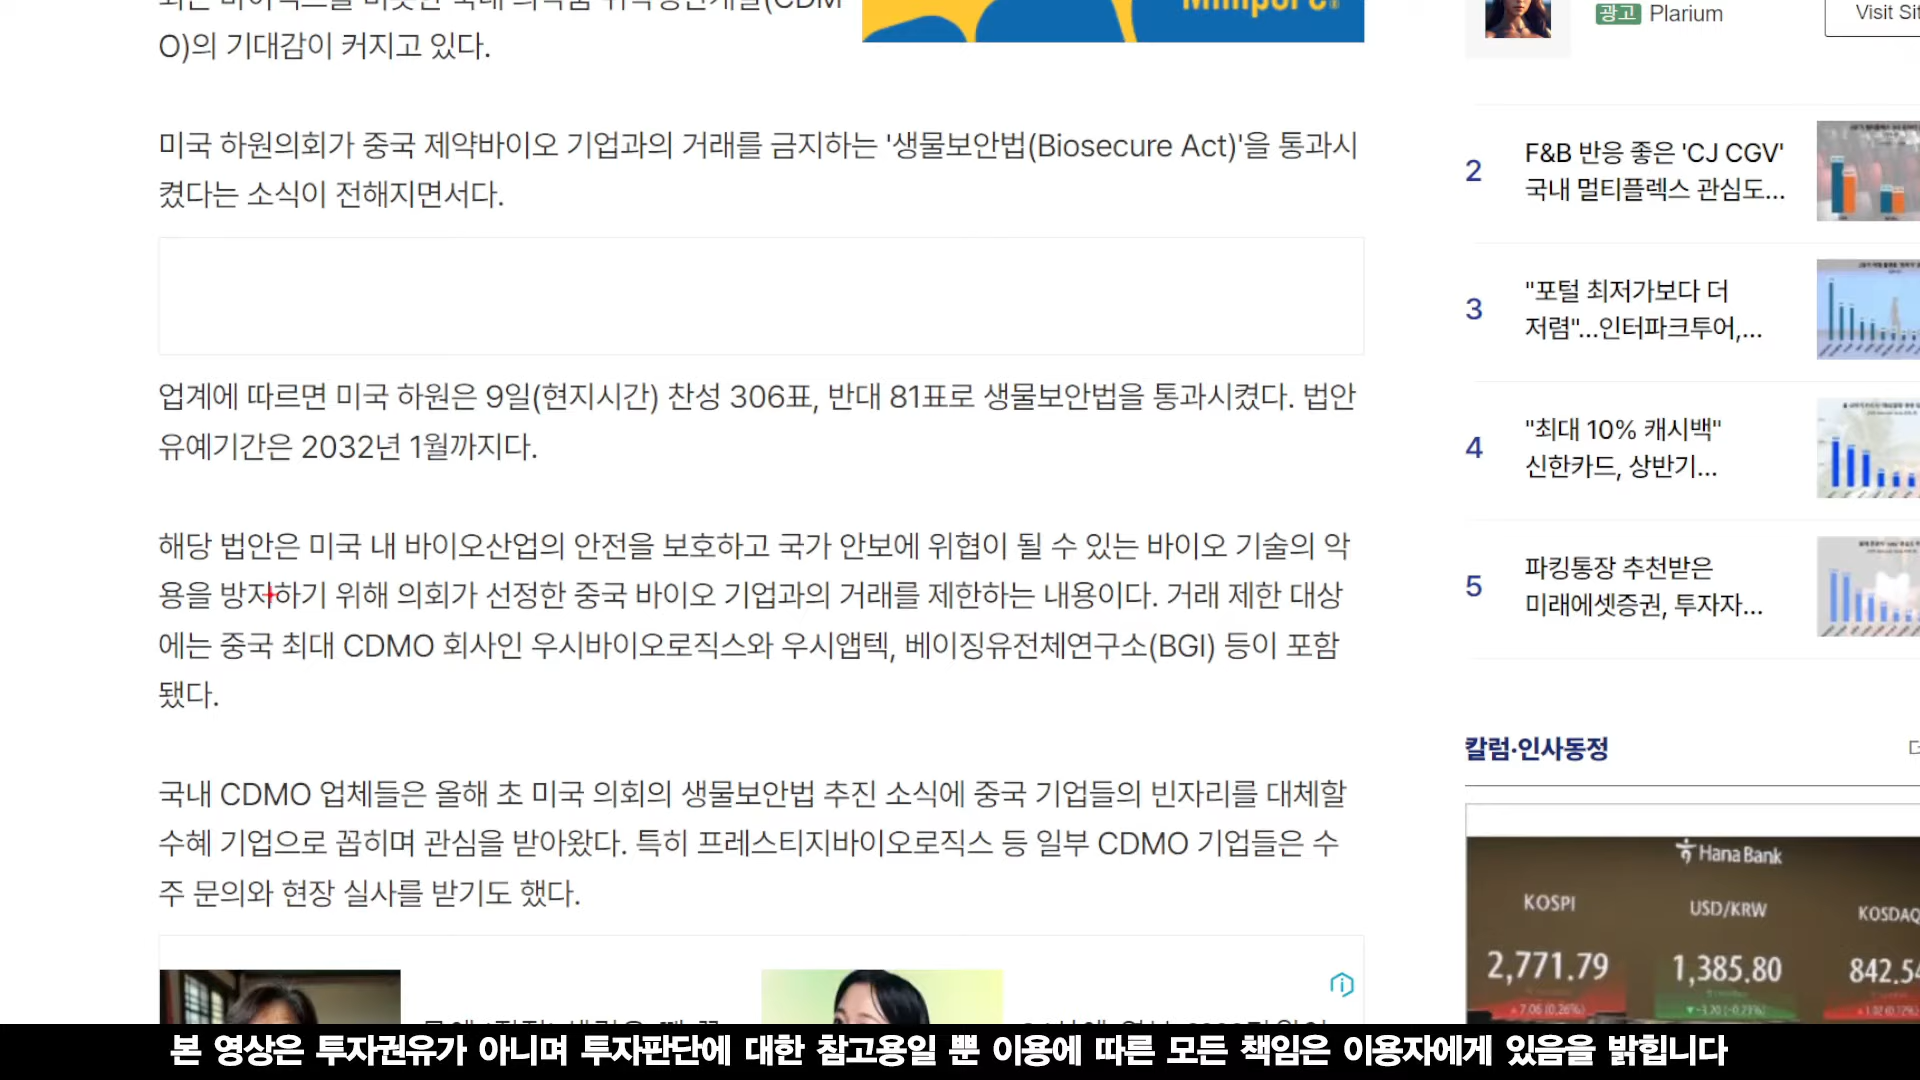 O)의 기대감이 커지고 있다.
미국 하원의회가 중국 제약바이오 기업과의 거래를 금지하는 '생물보안법(Biosecure Act)'을 통과시
켰다는 소식이 전해지면서다.
업계에 따르면 미국 하원은 9일(현지시간) 찬성 306표, 반대 81표로 생물보안법을 통과시켰다. 법안
유예기간은 2032년 1월까지다.
해당 법안은 미국 내 바이오산업의 안전을 보호하고 국가 안보에 위협이 될 수 있는 바이오 기술의 악
용을 방지하기 위해 의회가 선정한 중국 바이오 기업과의 거래를 제한하는 내용이다. 거래 제한 대상
에는 중국 최대 CDMO 회사인 우시바이오로직스와 우시앱텍, 베이징유전체연구소(BGI) 등이 포함
됐다.
국내 CDMO 업체들은 올해 초 미국 의회의 생물보안법 추진 소식에 중국 기업들의 빈자리를 대체할
수혜 기업으로 꼽히며 관심을 받아왔다. 특히 프레스티지바이오로직스 등 일부 CDMO 기업들은 수
주 문의와 현장 실사를 받기도 했다.
광고 Plarium
Visit Sit
2
F&B 반응 좋은 'CJ CGV'
국내 멀티플렉스 관심도...
3
"포털 최저가보다 더
저렴"...인터파크투어,...
4
"최대 10% 캐시백"
신한카드, 상반기...
5
파킹통장 추천받은
미래에셋증권, 투자자...
칼럼·인사동정
Hana Bank
KOSPI
USD/KRW
KOSDAQ
2,771.79
1,385.80
842.54
▲7.06 (0.26%)
▼-3.20 (-0.23%)
본 영상은 투자권유가 아니며 투자판단에 대한 참고용일 뿐 이용에 따른 모든 책임은 이용자에게 있음을 밝힙니다